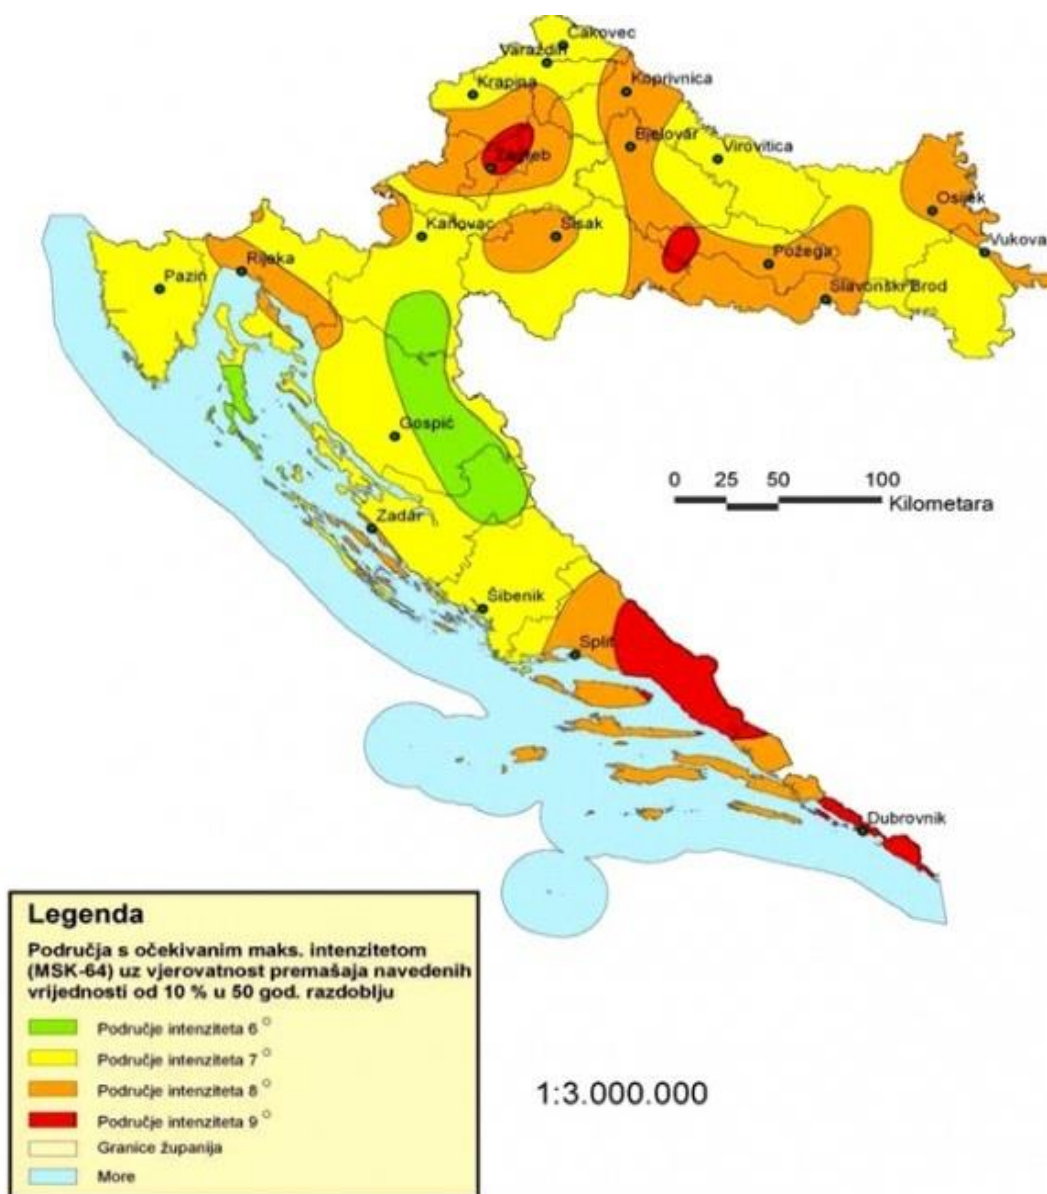 Čakovec
Varaždin
Krapina
Koprivnica
Bjelovar
Zagreb
Virovitica
Osijek
Karlovac
Sisak
Vukova
Rijeka
Požega
Pazin
Slavonski Brod
Gospić
0 25 50 100
Kilometara
Zadar
Šibenik
Split
Dubrovnik
Legenda
Područja s očekivanim maks. intenzitetom
(MSK-64) uz vjerovatnost premašaja navedenih
vrijednosti od 10 % u 50 god. razdoblju
Područje intenziteta 6 °
Područje intenziteta 7 °
Područje intenziteta 8 °
Područje intenziteta 9 °
Granice županija
More
1:3.000.000